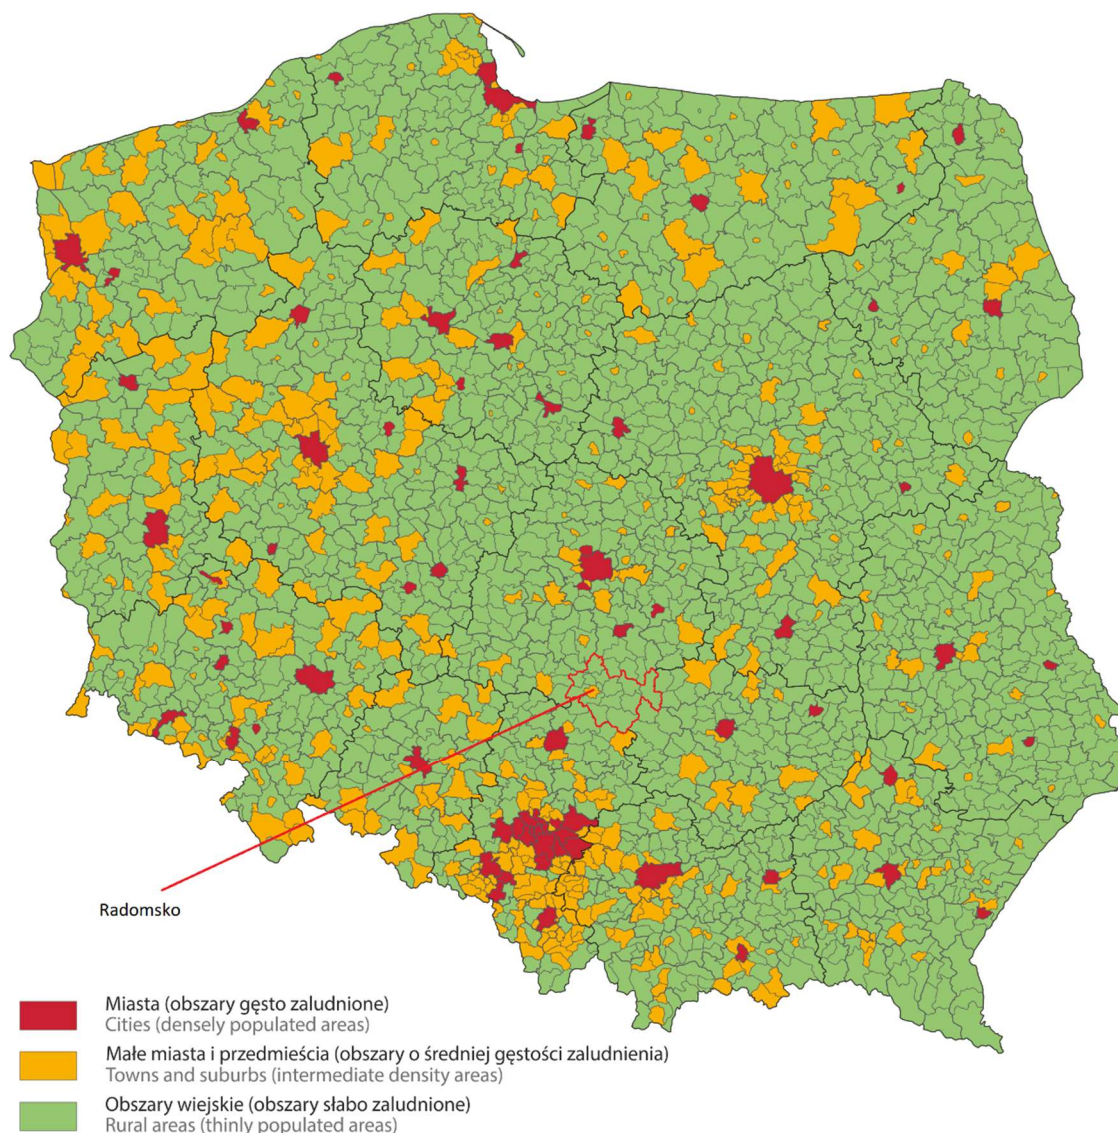 Radomsko
Miasta (obszary gęsto zaludnione)
Cities (densely populated areas)
Małe miasta i przedmieścia (obszary o średniej gęstości zaludnienia)
Towns and suburbs (intermediate density areas)
Obszary wiejskie (obszary słabo zaludnione)
Rural areas (thinly populated areas)